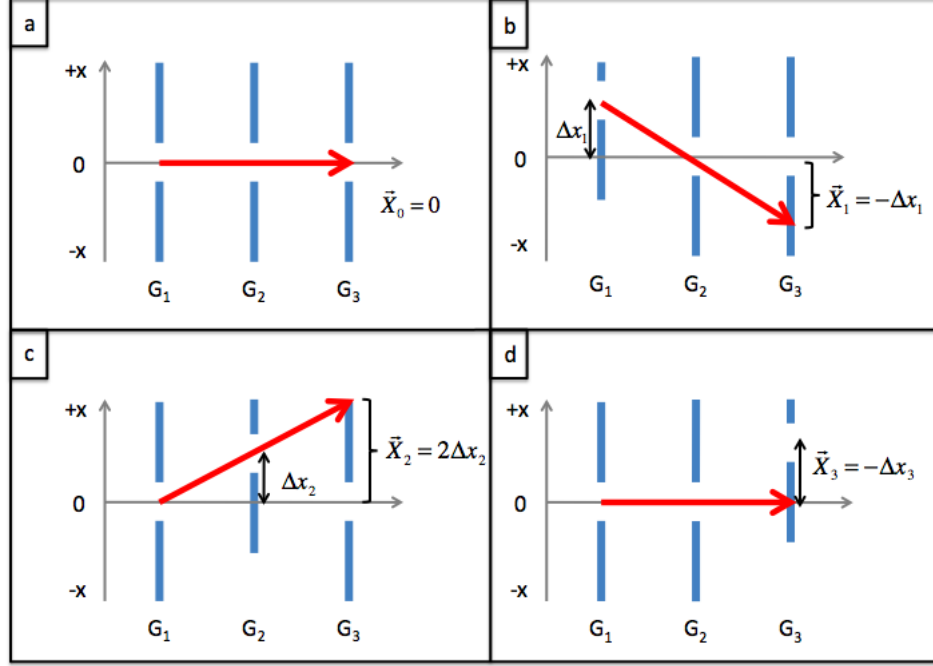 a
+x
0
-x
G₁ G₂ G₃
X⃗₀ = 0
b
+x
0
-x
Δx₁
G₁ G₂ G₃
X⃗₁ = −Δx₁
c
+x
0
-x
Δx₂
G₁ G₂ G₃
X⃗₂ = 2Δx₂
d
+x
0
-x
G₁ G₂ G₃
X⃗₃ = −Δx₃